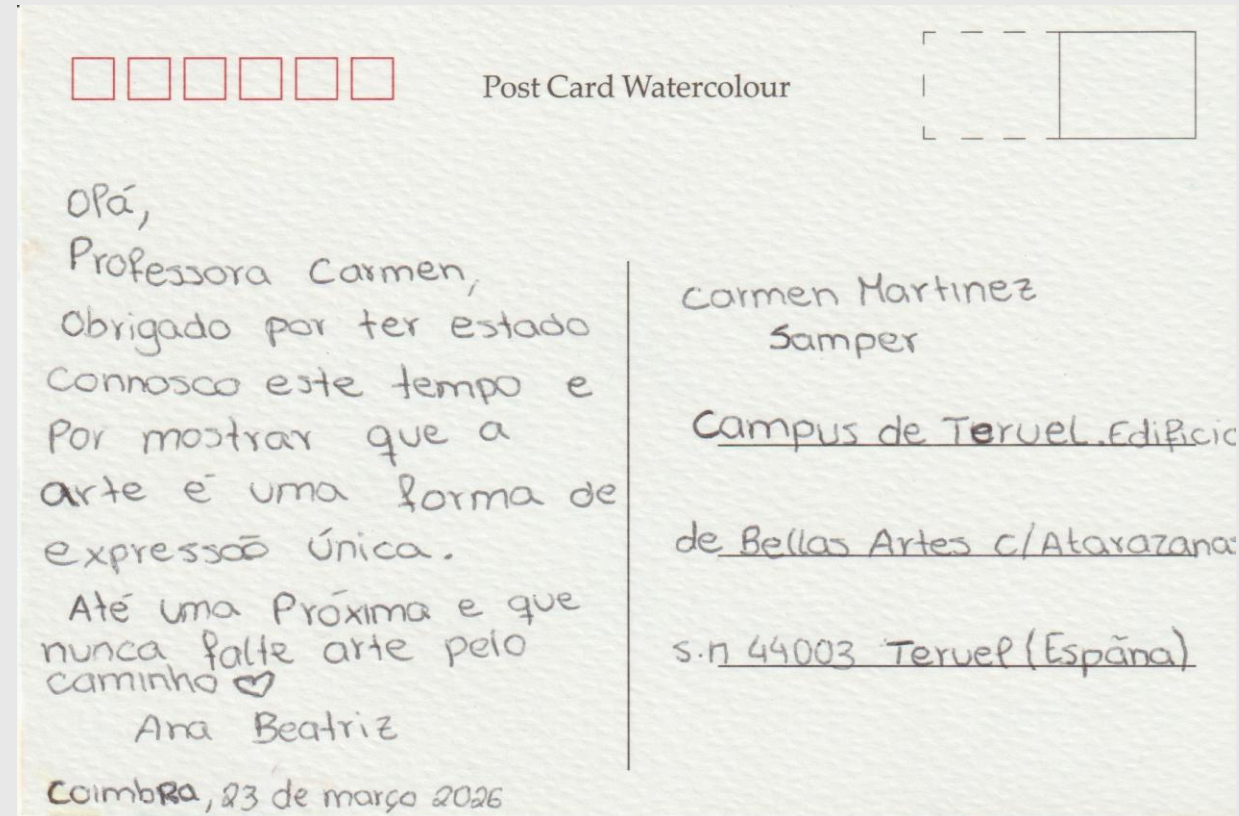 Post Card Watercolour
Olá,
Professora Carmen,
Obrigado por ter estado
connosco este tempo e
por mostrar que a
arte é uma forma de
expressão única.
Até uma Próxima e que
nunca falte arte pelo
caminho ♡
Ana Beatriz
Coimbra, 23 de março 2026
Carmen Martinez
Samper
Campus de Teruel. Edificio
de Bellas Artes c/Atarazana
s.n 44003 Teruel (Espãna)